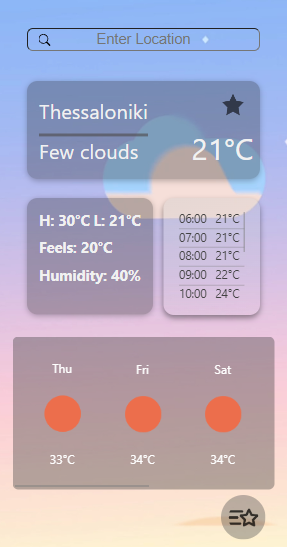 Enter Location
Thessaloniki
Few clouds 21°C
H: 30°C L: 21°C
Feels: 20°C
Humidity: 40%
06:00 21°C
07:00 21°C
08:00 21°C
09:00 22°C
10:00 24°C
Thu Fri Sat
33°C 34°C 34°C